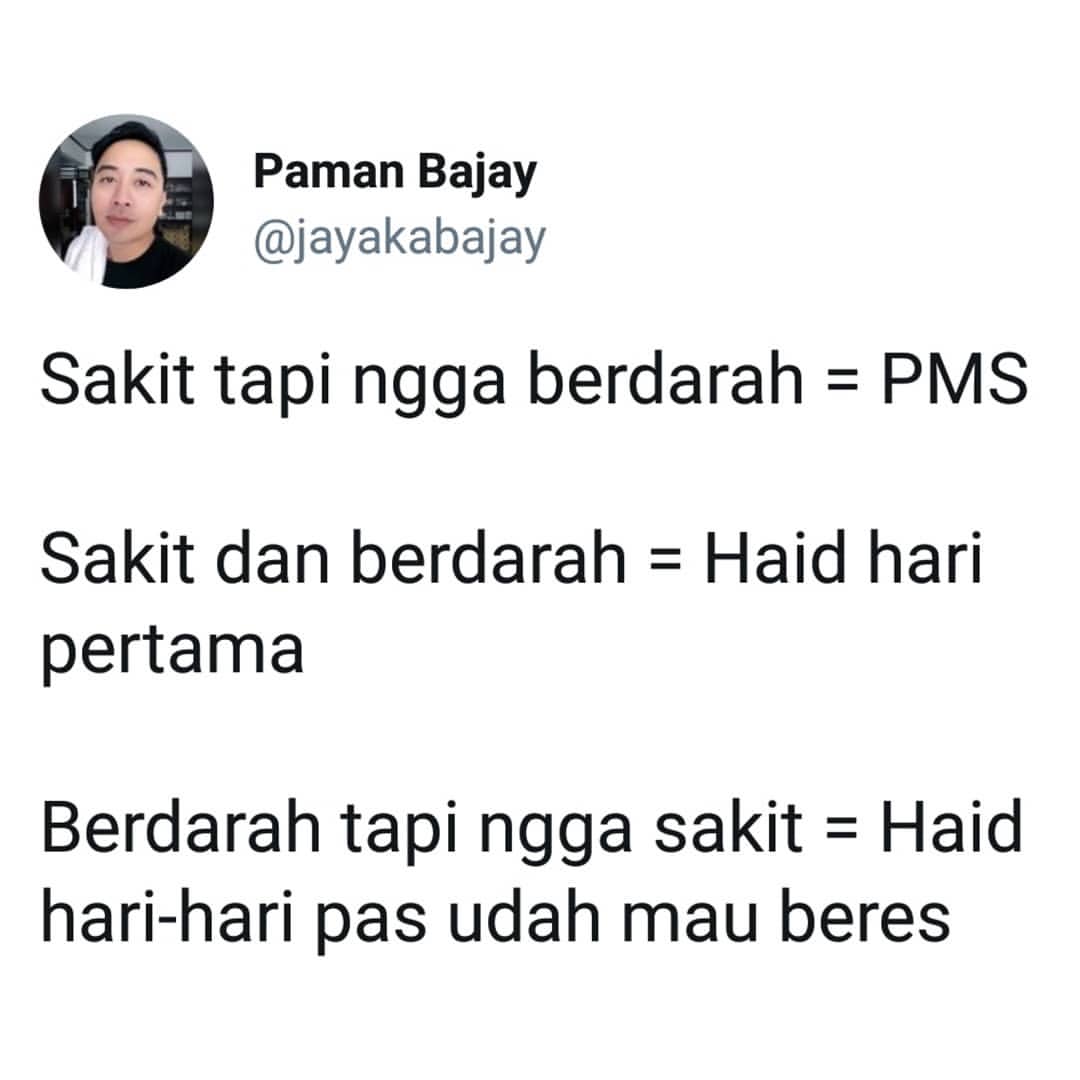 Paman Bajay
@jayakabajay
Sakit tapi ngga berdarah = PMS
Sakit dan berdarah = Haid hari
pertama
Berdarah tapi ngga sakit = Haid
hari-hari pas udah mau beres